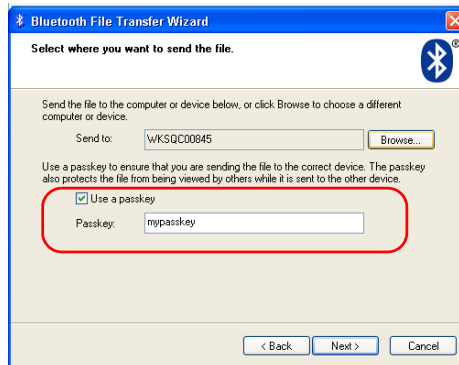 Bluetooth File Transfer Wizard
Select where you want to send the file.
Send the file to the computer or device below, or click Browse to choose a different
computer or device.
Send to: WKSQC00845 Browse...
Use a passkey to ensure that you are sending the file to the correct device. The passkey
also protects the file from being viewed by others while it is sent to the other device.
Use a passkey
Passkey: mypasskey
< Back Next > Cancel